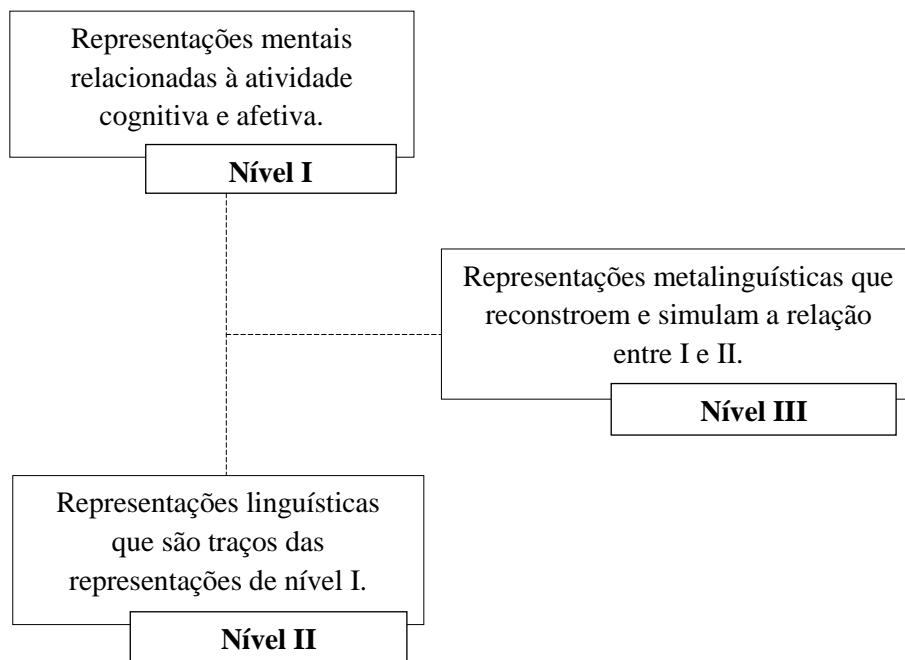 Representações mentais
relacionadas à atividade
cognitiva e afetiva.
Nível I
Representações metalinguísticas que
reconstroem e simulam a relação
entre I e II.
Nível III
Representações linguísticas
que são traços das
representações de nível I.
Nível II